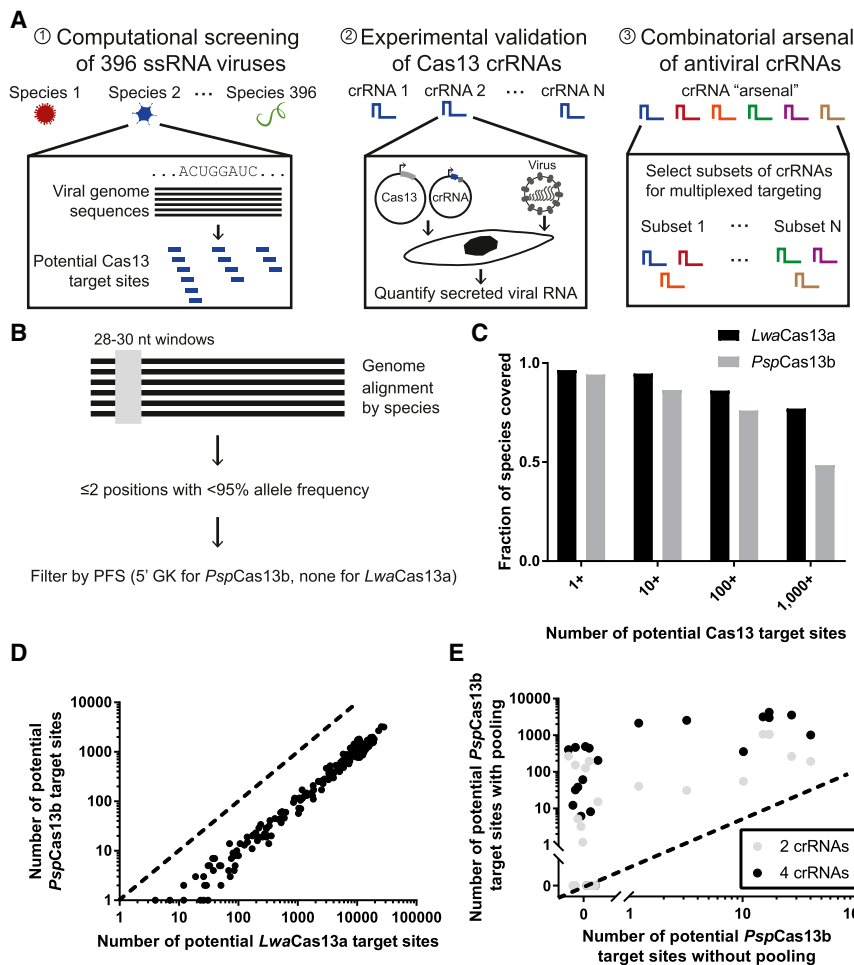 A
① Computational screening
of 396 ssRNA viruses
Species 1 Species 2 ··· Species 396
...ACUGGAUC...
Viral genome
sequences
Potential Cas13
target sites
② Experimental validation
of Cas13 crRNAs
crRNA 1 crRNA 2 ··· crRNA N
Cas13
crRNA
Virus
Quantify secreted viral RNA
③ Combinatorial arsenal
of antiviral crRNAs
crRNA “arsenal”
Select subsets of crRNAs
for multiplexed targeting
Subset 1 ··· Subset N
···
B
28-30 nt windows
Genome
alignment
by species
≤2 positions with <95% allele frequency
Filter by PFS (5' GK for PspCas13b, none for LwaCas13a)
C
LwaCas13a
PspCas13b
Fraction of species covered
1.0
0.5
0.0
1+
10+
100+
1,000+
Number of potential Cas13 target sites
D
Number of potential
PspCas13b target sites
10000
1000
100
10
1
1 10 100 1000 10000 100000
Number of potential LwaCas13a target sites
E
Number of potential PspCas13b
target sites with pooling
10000
1000
100
10
1
0
2 crRNAs
4 crRNAs
0 1 10
Number of potential PspCas13b
target sites without pooling